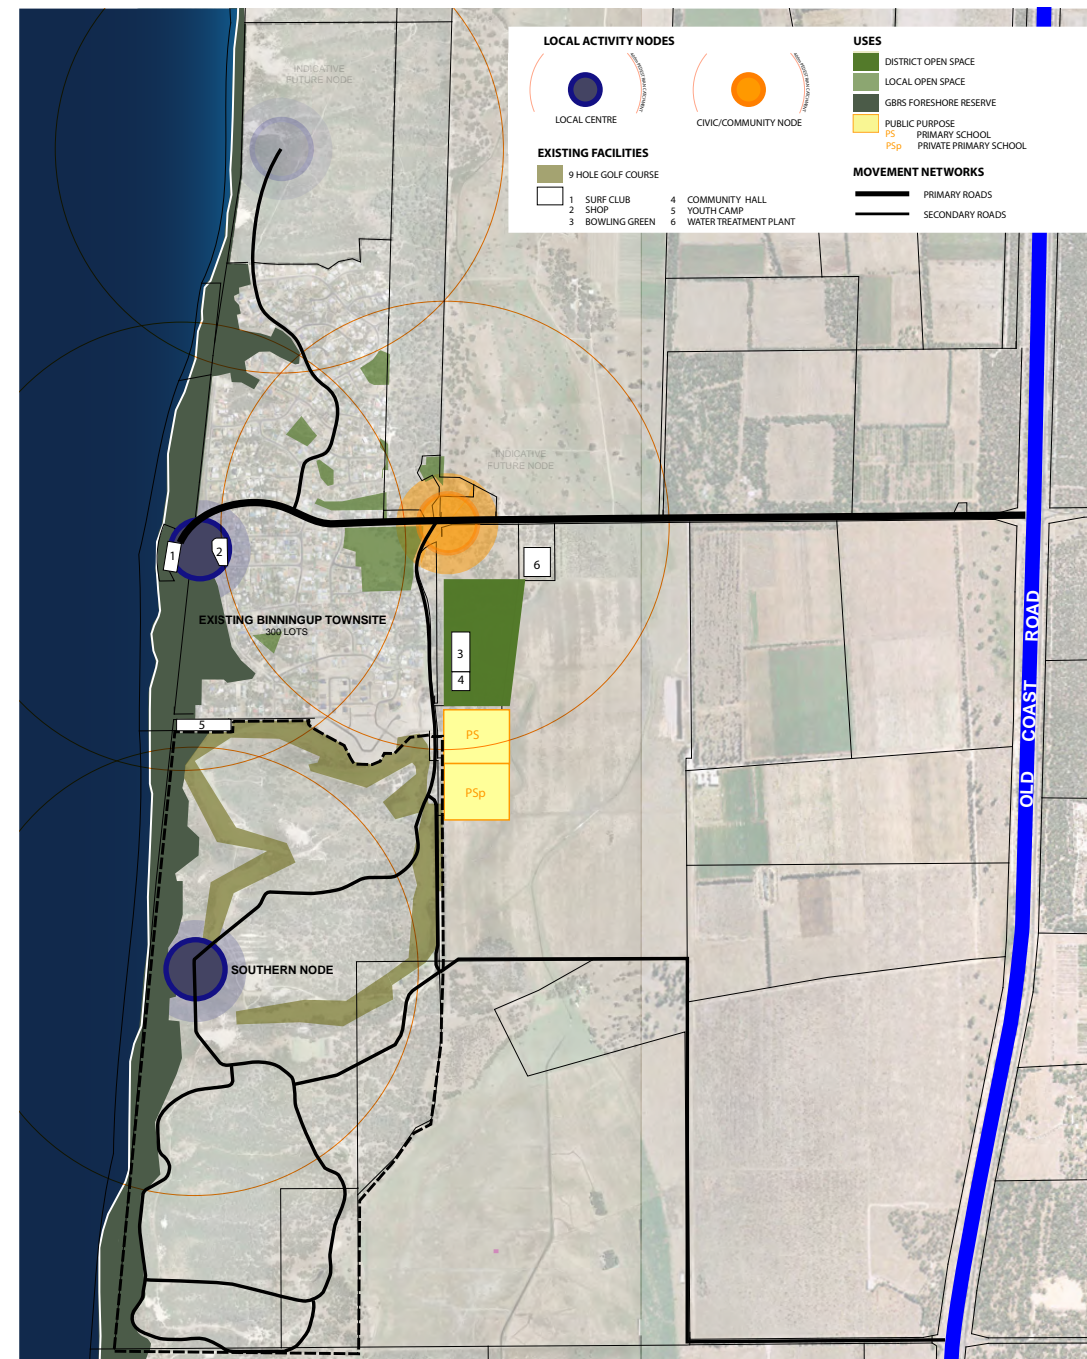 LOCAL ACTIVITY NODES
LOCAL CENTRE
CIVIC/COMMUNITY NODE
EXISTING FACILITIES
9 HOLE GOLF COURSE
1 SURF CLUB
2 SHOP
3 BOWLING GREEN
4 COMMUNITY HALL
5 YOUTH CAMP
6 WATER TREATMENT PLANT
USES
DISTRICT OPEN SPACE
LOCAL OPEN SPACE
GBRS FORESHORE RESERVE
PUBLIC PURPOSE
PS PRIMARY SCHOOL
PSp PRIVATE PRIMARY SCHOOL
MOVEMENT NETWORKS
PRIMARY ROADS
SECONDARY ROADS
INDICATIVE
FUTURE NODE
INDICATIVE
FUTURE NODE
1
2
6
EXISTING BINNINGUP TOWNSITE
300 LOTS
3
4
5
PS
PSp
SOUTHERN NODE
OLD COAST ROAD